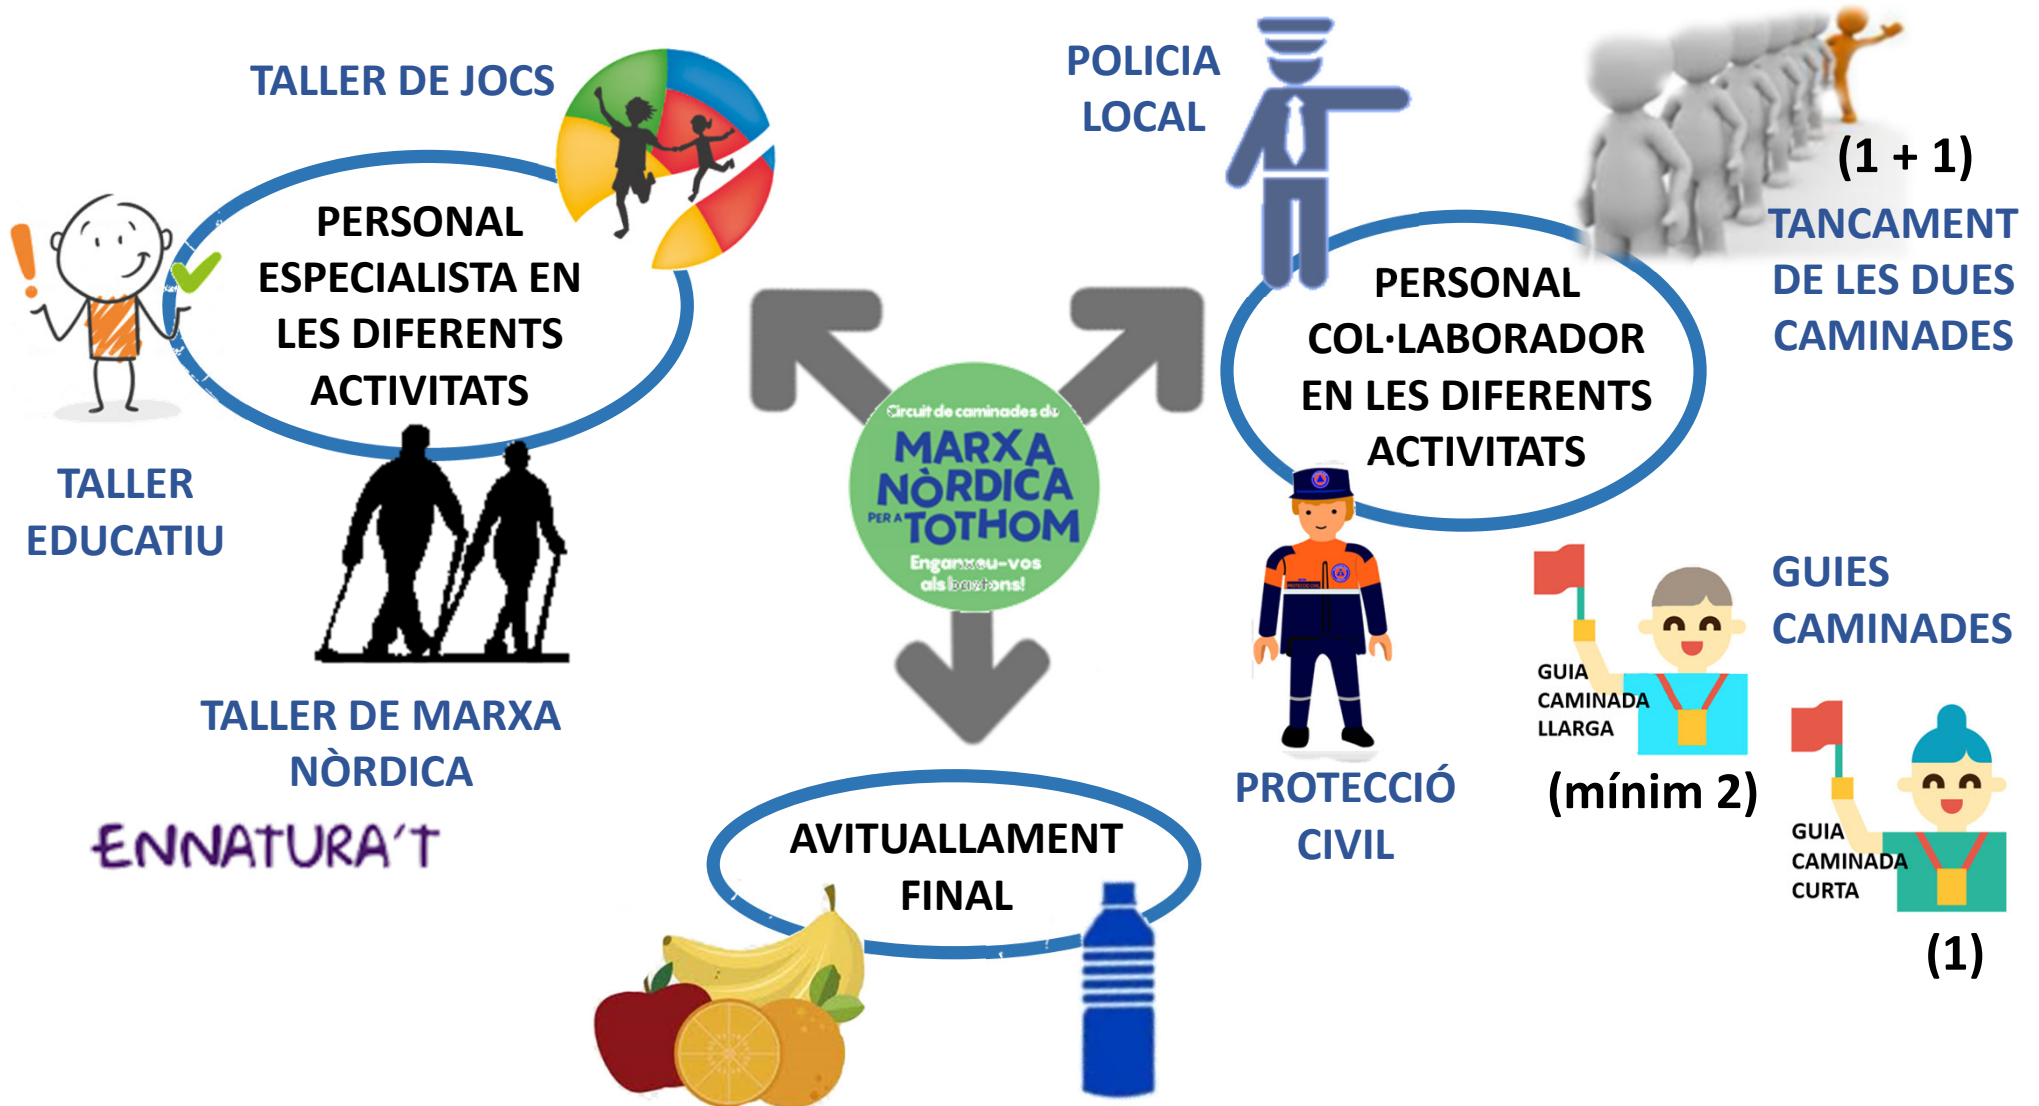 TALLER DE JOCS
PERSONAL
ESPECIALISTA EN
LES DIFERENTS
ACTIVITATS
TALLER
EDUCATIU
TALLER DE MARXA
NÒRDICA
ENNATURA'T
Circuit de caminades de
MARXA
NÒRDICA
PER A TOTHOM
Enganxeu-vos
als bastons!
AVITUALLAMENT
FINAL
POLICIA
LOCAL
(1 + 1)
TANCAMENT
DE LES DUES
CAMINADES
PERSONAL
COL·LABORADOR
EN LES DIFERENTS
ACTIVITATS
PROTECCIÓ
CIVIL
GUIES
CAMINADES
GUIA
CAMINADA
LLARGA
(mínim 2)
GUIA
CAMINADA
CURTA
(1)